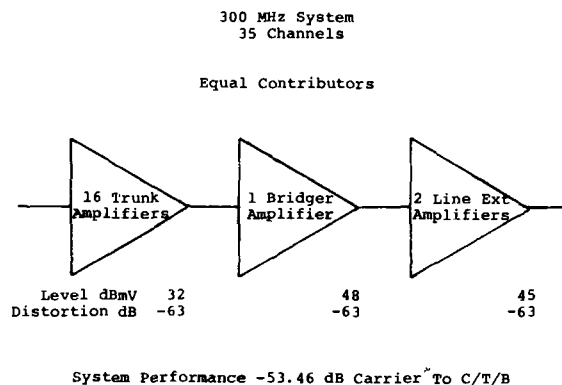 300 MHz System
35 Channels
Equal Contributors
16 Trunk
Amplifiers
1 Bridger
Amplifier
2 Line Ext
Amplifiers
Level dBmV 32 48 45
Distortion dB -63 -63 -63
System Performance -53.46 dB Carrier To C/T/B